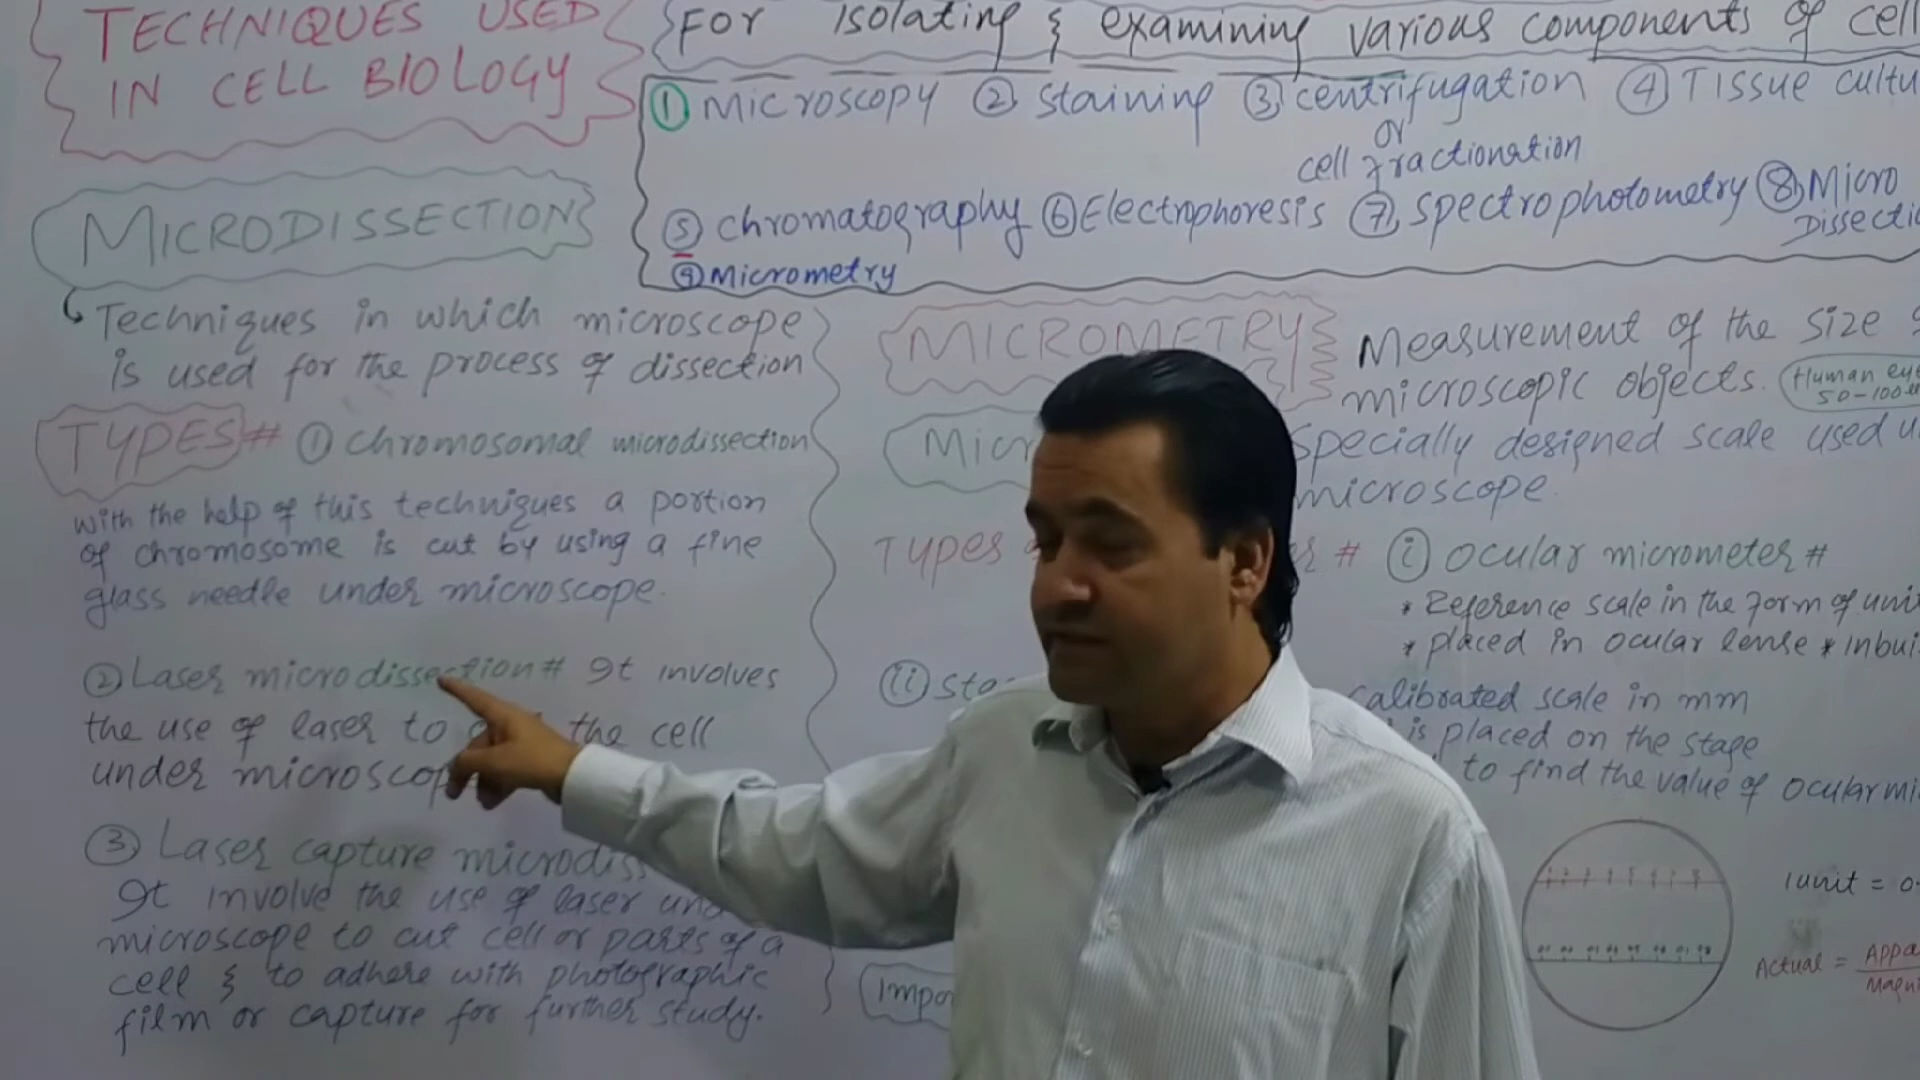 TECHNIQUES USED
IN CELL BIOLOGY
For isolating & examining various components of cell
① Microscopy ② Staining ③ centrifugation ④ Tissue cultu
or
cell fractionation
⑤ chromatography ⑥ Electrophoresis ⑦ Spectrophotometry ⑧ Micro
Dissecti
⑨ Micrometry
MICRODISSECTION
Techniques in which microscope
is used for the process of dissection
TYPES # ① chromosomal microdissection
with the help of this techniques a portion
of chromosome is cut by using a fine
glass needle under microscope.
② Laser microdissection # It involves
the use of laser to the cell
under microscop
③ Laser capture microdis
It involve the use of laser un
microscope to cut cell or parts of a
cell & to adhere with photographic
film or capture for further study.
MICROMETRY
Measurement of the size
microscopic objects.
Human eye
50-100
Mic
Specially designed scale used u
microscope
Types # ⓘ ocular micrometer #
* Reference scale in the form of unit
* placed in ocular lense * inbui
(ii) sta
calibrated scale in mm
is placed on the stage
to find the value of ocular mi
1 unit = 0.
Actual = Appa
Magni
Impo